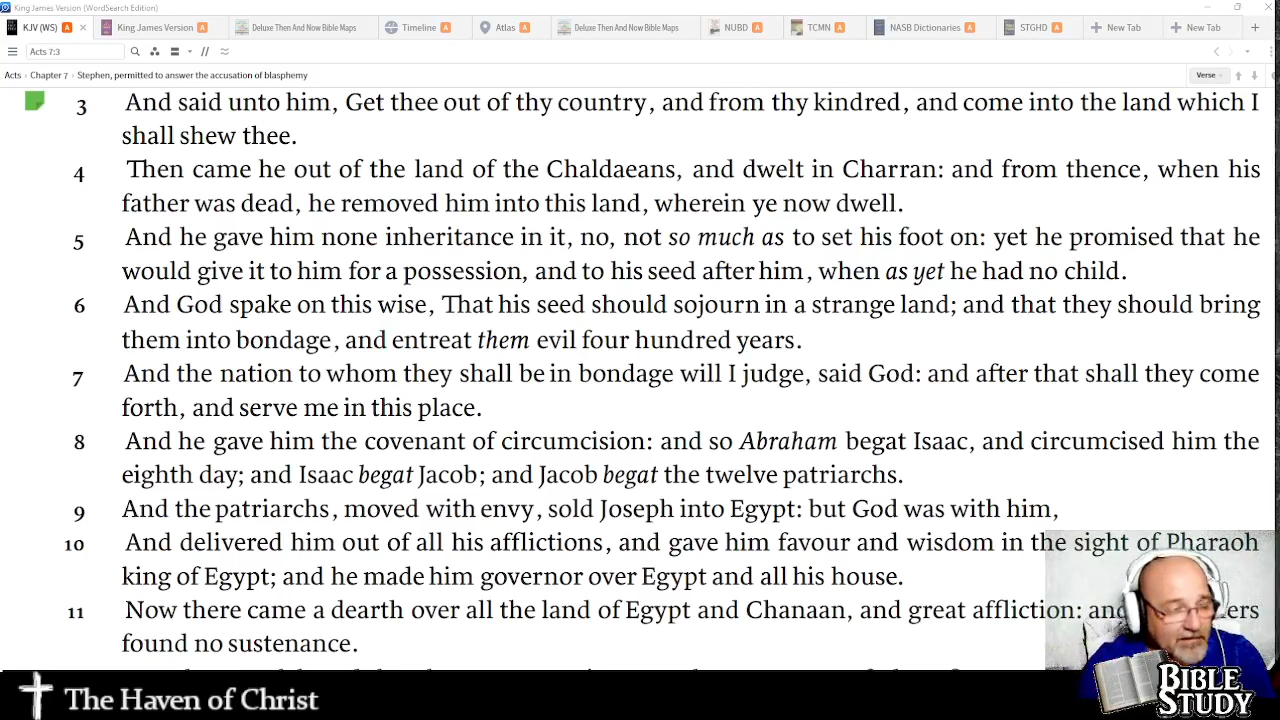 King James Version (WordSearch Edition)
KJV (WS) A × King James Version A Deluxe Then And Now Bible Maps Timeline A Atlas A Deluxe Then And Now Bible Maps NUBD A TCMN A NASB Dictionaries A STGHD A + New Tab + New Tab +
Acts 7:3
Acts › Chapter 7 › Stephen, permitted to answer the accusation of blasphemy Verse
3 And said unto him, Get thee out of thy country, and from thy kindred, and come into the land which I
shall shew thee.
4 Then came he out of the land of the Chaldaeans, and dwelt in Charran: and from thence, when his
father was dead, he removed him into this land, wherein ye now dwell.
5 And he gave him none inheritance in it, no, not so much as to set his foot on: yet he promised that he
would give it to him for a possession, and to his seed after him, when as yet he had no child.
6 And God spake on this wise, That his seed should sojourn in a strange land; and that they should bring
them into bondage, and entreat them evil four hundred years.
7 And the nation to whom they shall be in bondage will I judge, said God: and after that shall they come
forth, and serve me in this place.
8 And he gave him the covenant of circumcision: and so Abraham begat Isaac, and circumcised him the
eighth day; and Isaac begat Jacob; and Jacob begat the twelve patriarchs.
9 And the patriarchs, moved with envy, sold Joseph into Egypt: but God was with him,
10 And delivered him out of all his afflictions, and gave him favour and wisdom in the sight of Pharaoh
king of Egypt; and he made him governor over Egypt and all his house.
11 Now there came a dearth over all the land of Egypt and Chanaan, and great affliction: and
found no sustenance.
The Haven of Christ
BIBLE
STUDY